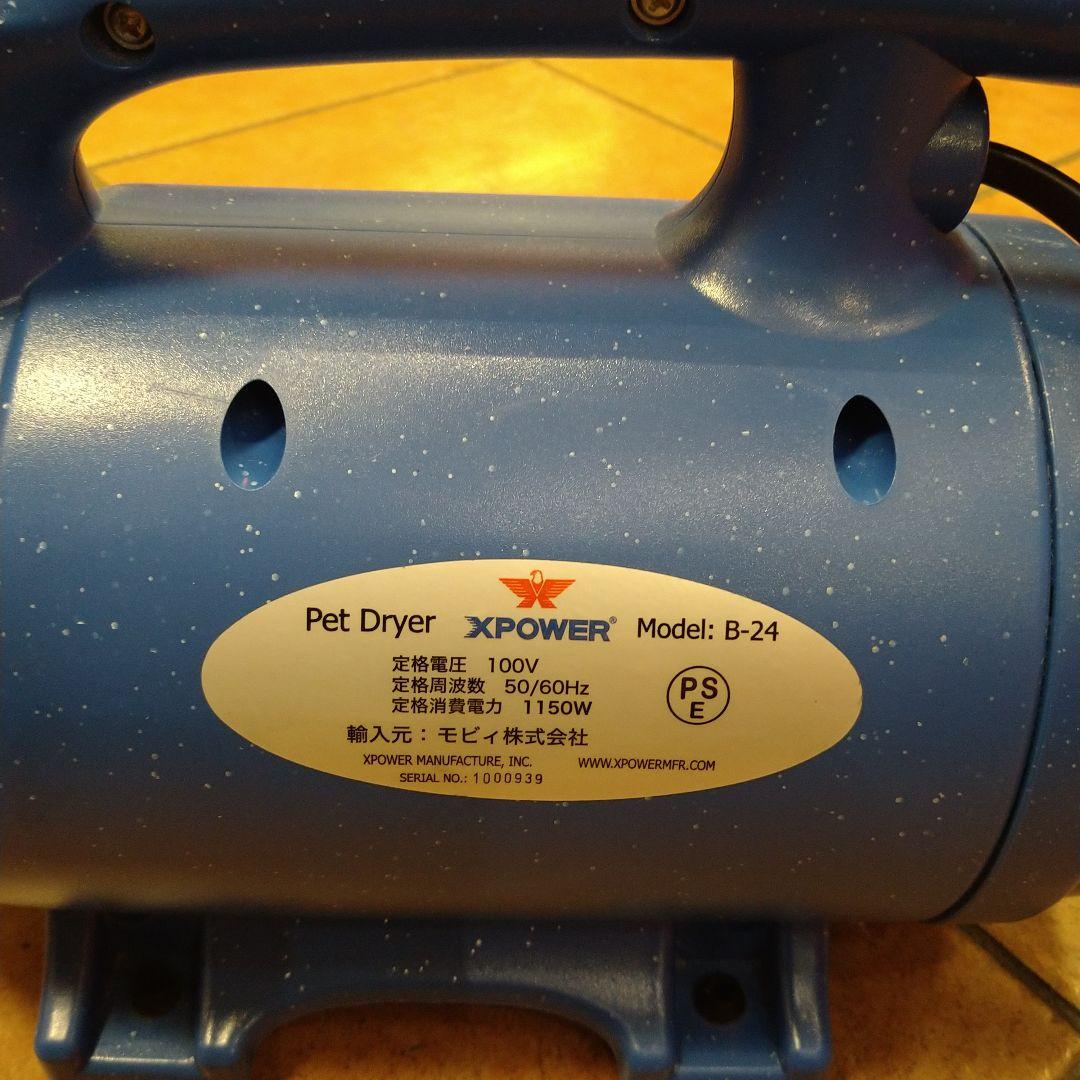 Pet Dryer XPOWER® Model: B-24
定格電圧 100V
定格周波数 50/60Hz
定格消費電力 1150W
PS
E
輸入元：モビィ株式会社
XPOWER MANUFACTURE, INC. WWW.XPOWERMFR.COM
SERIAL NO.: 1000939